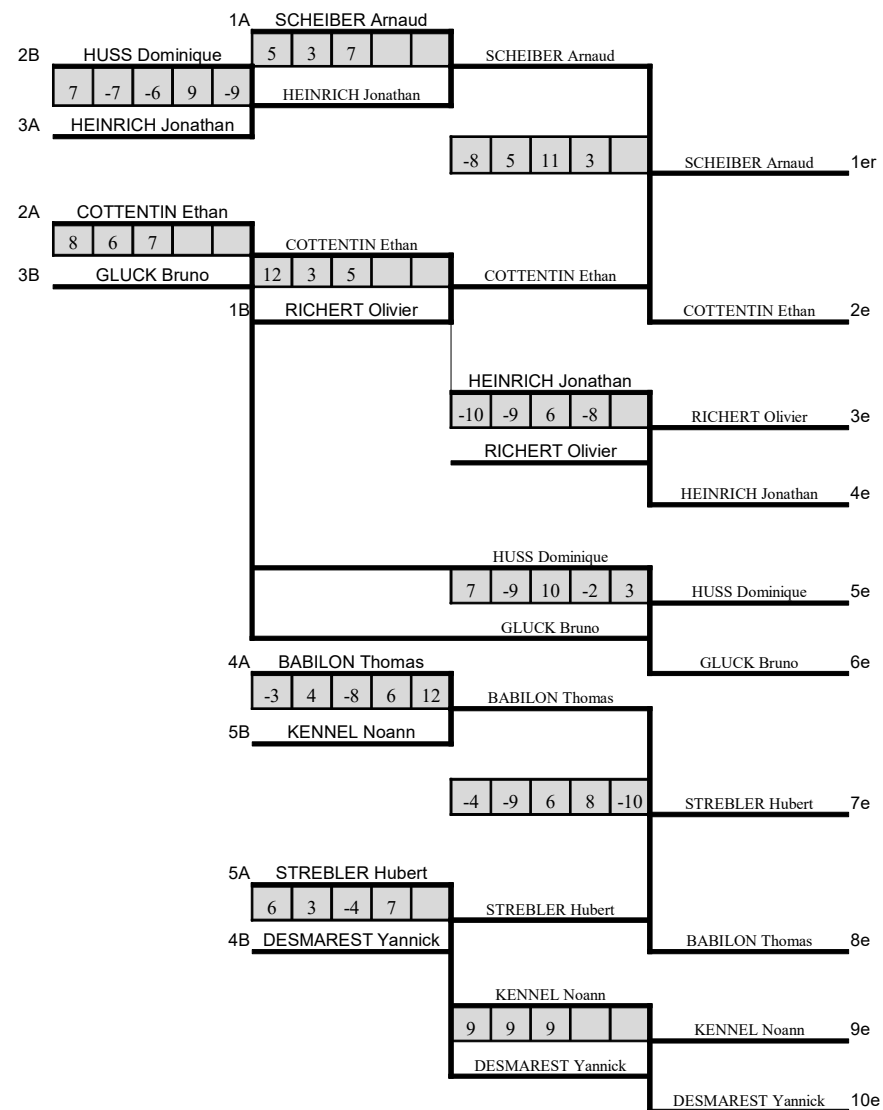 1A SCHEIBER Arnaud
2B HUSS Dominique 5 3 7 SCHEIBER Arnaud
7 -7 -6 9 -9 HEINRICH Jonathan
3A HEINRICH Jonathan
-8 5 11 3 SCHEIBER Arnaud 1er
2A COTTENTIN Ethan
8 6 7 COTTENTIN Ethan
3B GLUCK Bruno 12 3 5 COTTENTIN Ethan
1B RICHERT Olivier COTTENTIN Ethan 2e
HEINRICH Jonathan
-10 -9 6 -8 RICHERT Olivier 3e
RICHERT Olivier
HEINRICH Jonathan 4e
HUSS Dominique
7 -9 10 -2 3 HUSS Dominique 5e
GLUCK Bruno
4A BABILON Thomas GLUCK Bruno 6e
-3 4 -8 6 12 BABILON Thomas
5B KENNEL Noann
-4 -9 6 8 -10 STREBLER Hubert 7e
5A STREBLER Hubert
6 3 -4 7 STREBLER Hubert
4B DESMAREST Yannick BABILON Thomas 8e
KENNEL Noann
9 9 9 KENNEL Noann 9e
DESMAREST Yannick
DESMAREST Yannick 10e